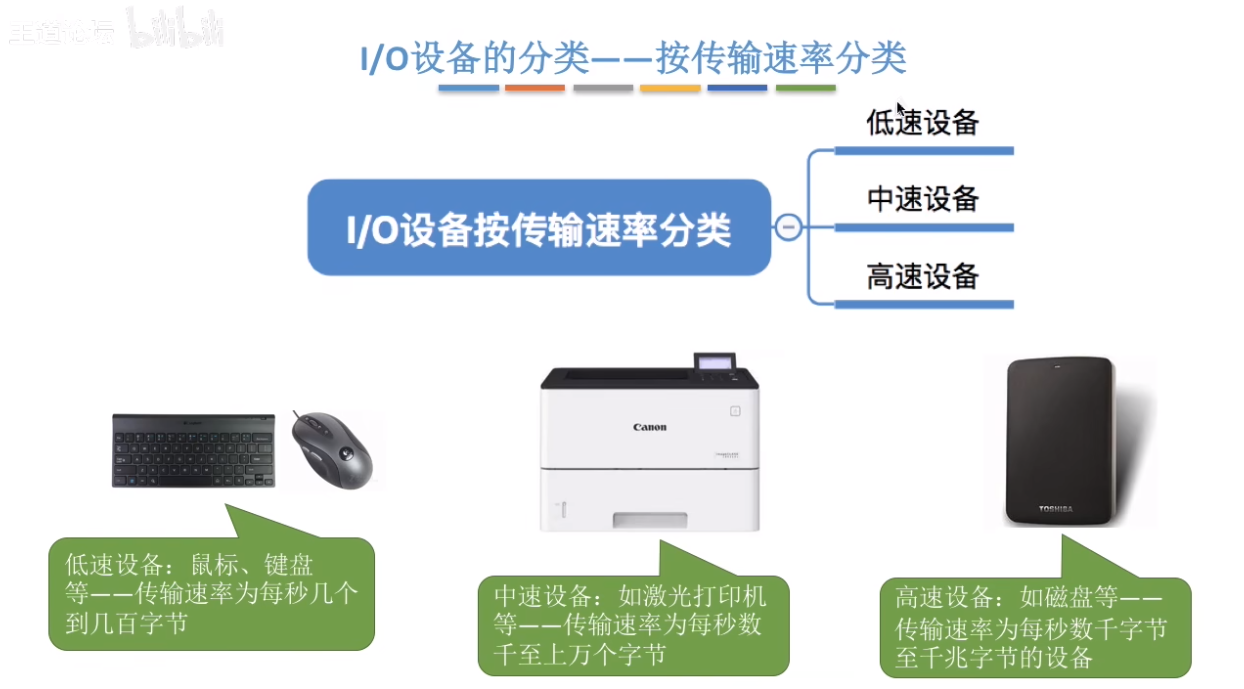 王道论坛
bilibili
I/O设备的分类——按传输速率分类
I/O设备按传输速率分类
低速设备
中速设备
高速设备
Canon
TOSHIBA
低速设备：鼠标、键盘
等——传输速率为每秒几个
到几百字节
中速设备：如激光打印机
等——传输速率为每秒数
千至上万个字节
高速设备：如磁盘等——
传输速率为每秒数千字节
至千兆字节的设备